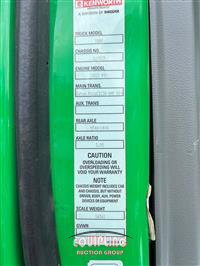 KENWORTH
A DIVISION OF PACCAR
TRUCK MODEL
CHASSIS NO.
ENGINE MODEL
MAIN TRANS.
AUX. TRANS
REAR AXLE
AXLE RATIO
CAUTION
OVERLOADING OR
OVERSPEEDING WILL
VOID YOUR WARRANTY
NOTE
CHASSIS WEIGHT INCLUDES CAB
AND CHASSIS, BUT WITHOUT
DRIVER, BODY, AUX. POWER
DEVICES OR EQUIPMENT
SCALE WEIGHT
GVWR
EQUIPLINQ
AUCTION GROUP